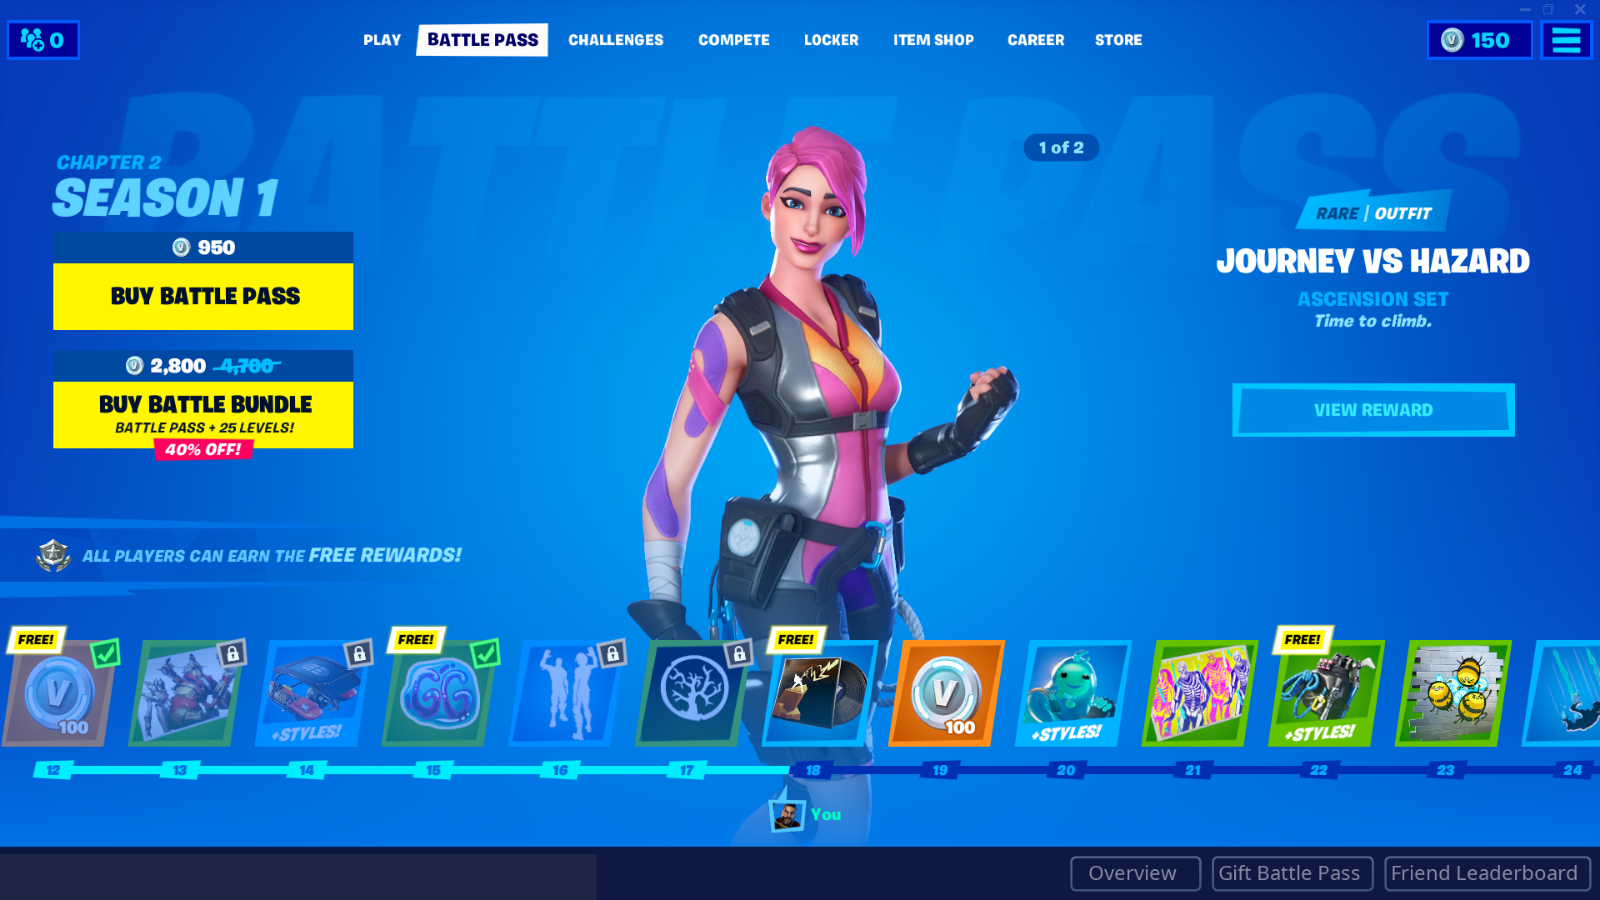 0
PLAY
BATTLE PASS
CHALLENGES
COMPETE
LOCKER
ITEM SHOP
CAREER
STORE
150
BATTLE PASS
1 of 2
CHAPTER 2
SEASON 1
950
BUY BATTLE PASS
2,800 4,700
BUY BATTLE BUNDLE
BATTLE PASS + 25 LEVELS!
40% OFF!
RARE | OUTFIT
JOURNEY VS HAZARD
ASCENSION SET
Time to climb.
VIEW REWARD
ALL PLAYERS CAN EARN THE FREE REWARDS!
FREE!
FREE!
FREE!
FREE!
V
100
+STYLES!
GG
V
100
+STYLES!
+STYLES!
12 13 14 15 16 17 18 19 20 21 22 23 24
You
Overview
Gift Battle Pass
Friend Leaderboard